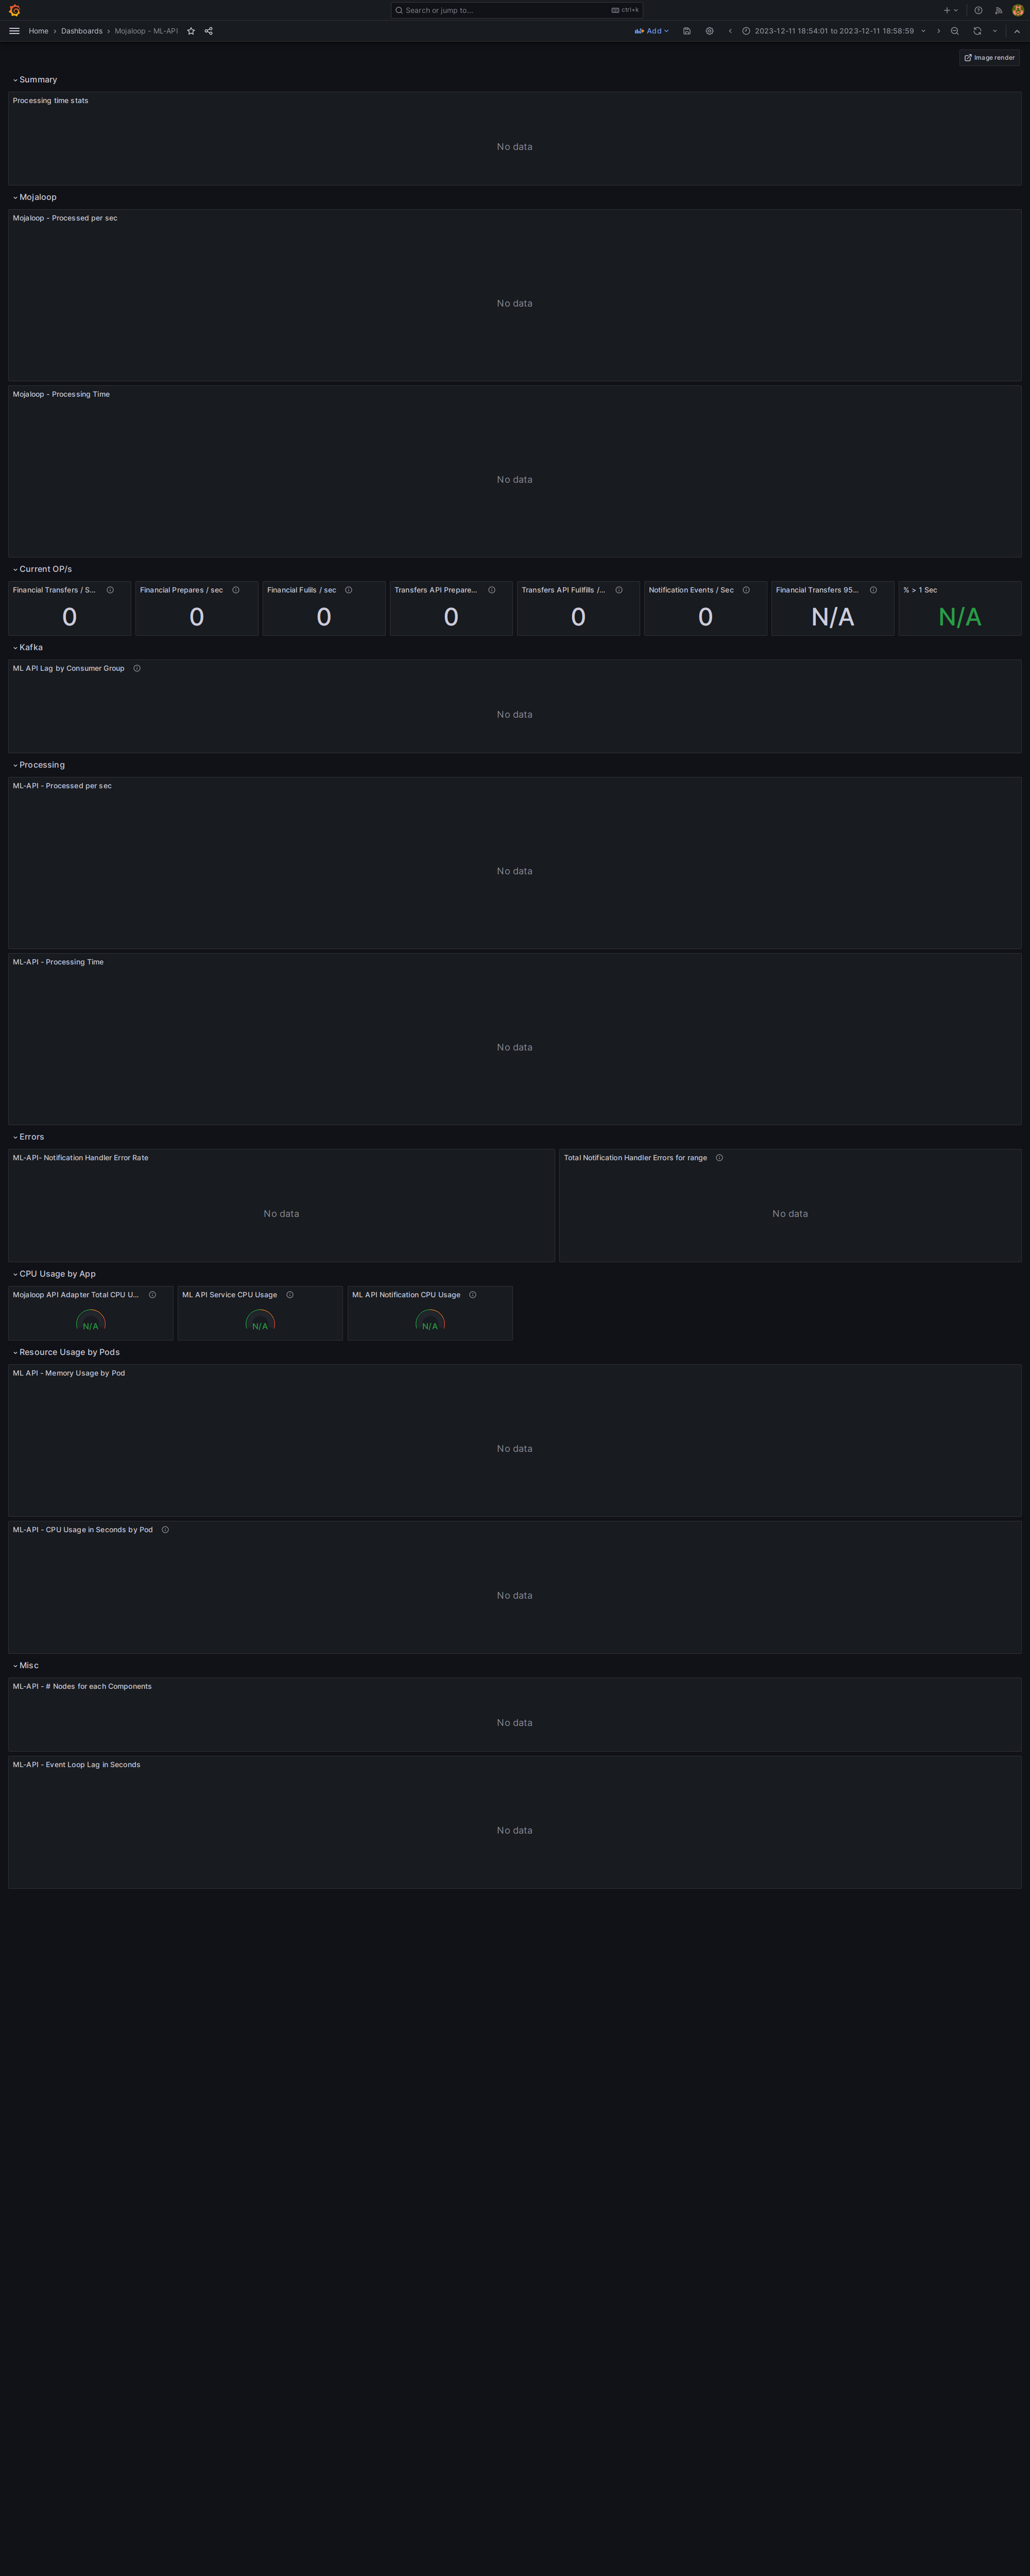 Search or jump to...
ctrl+k
Home › Dashboards › Mojaloop - ML-API
Add
2023-12-11 18:54:01 to 2023-12-11 18:58:59
Image render
Summary
Processing time stats
No data
Mojaloop
Mojaloop - Processed per sec
No data
Mojaloop - Processing Time
No data
Current OP/s
Financial Transfers / S...
0
Financial Prepares / sec
0
Financial Fulils / sec
0
Transfers API Prepare...
0
Transfers API Fullfills /...
0
Notification Events / Sec
0
Financial Transfers 95...
N/A
% > 1 Sec
N/A
Kafka
ML API Lag by Consumer Group
No data
Processing
ML-API - Processed per sec
No data
ML-API - Processing Time
No data
Errors
ML-API- Notification Handler Error Rate
No data
Total Notification Handler Errors for range
No data
CPU Usage by App
Mojaloop API Adapter Total CPU U...
N/A
ML API Service CPU Usage
N/A
ML API Notification CPU Usage
N/A
Resource Usage by Pods
ML API - Memory Usage by Pod
No data
ML-API - CPU Usage in Seconds by Pod
No data
Misc
ML-API - # Nodes for each Components
No data
ML-API - Event Loop Lag in Seconds
No data